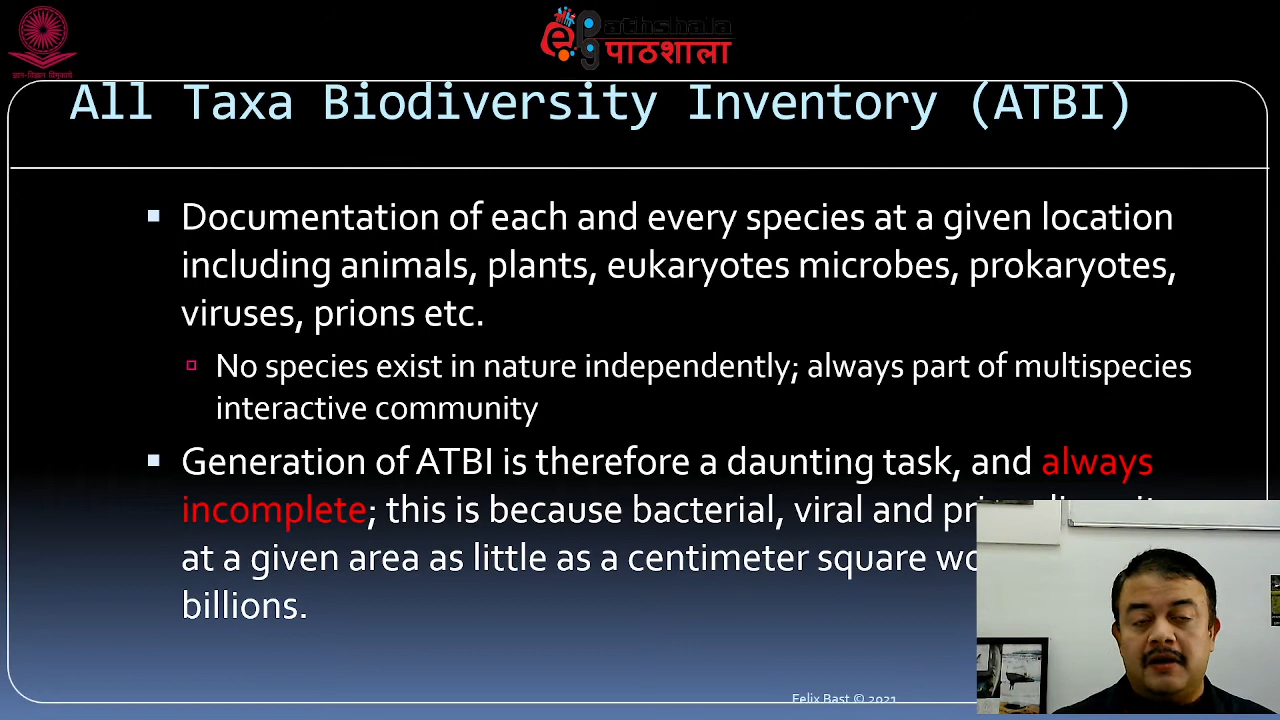 ज्ञान-विज्ञान विमुक्तये
e Pg athshala
पाठशाला
All Taxa Biodiversity Inventory (ATBI)
Documentation of each and every species at a given location
including animals, plants, eukaryotes microbes, prokaryotes,
viruses, prions etc.
No species exist in nature independently; always part of multispecies
interactive community
Generation of ATBI is therefore a daunting task, and always
incomplete; this is because bacterial, viral and
at a given area as little as a centimeter square
billions.
Felix Bast © 2021